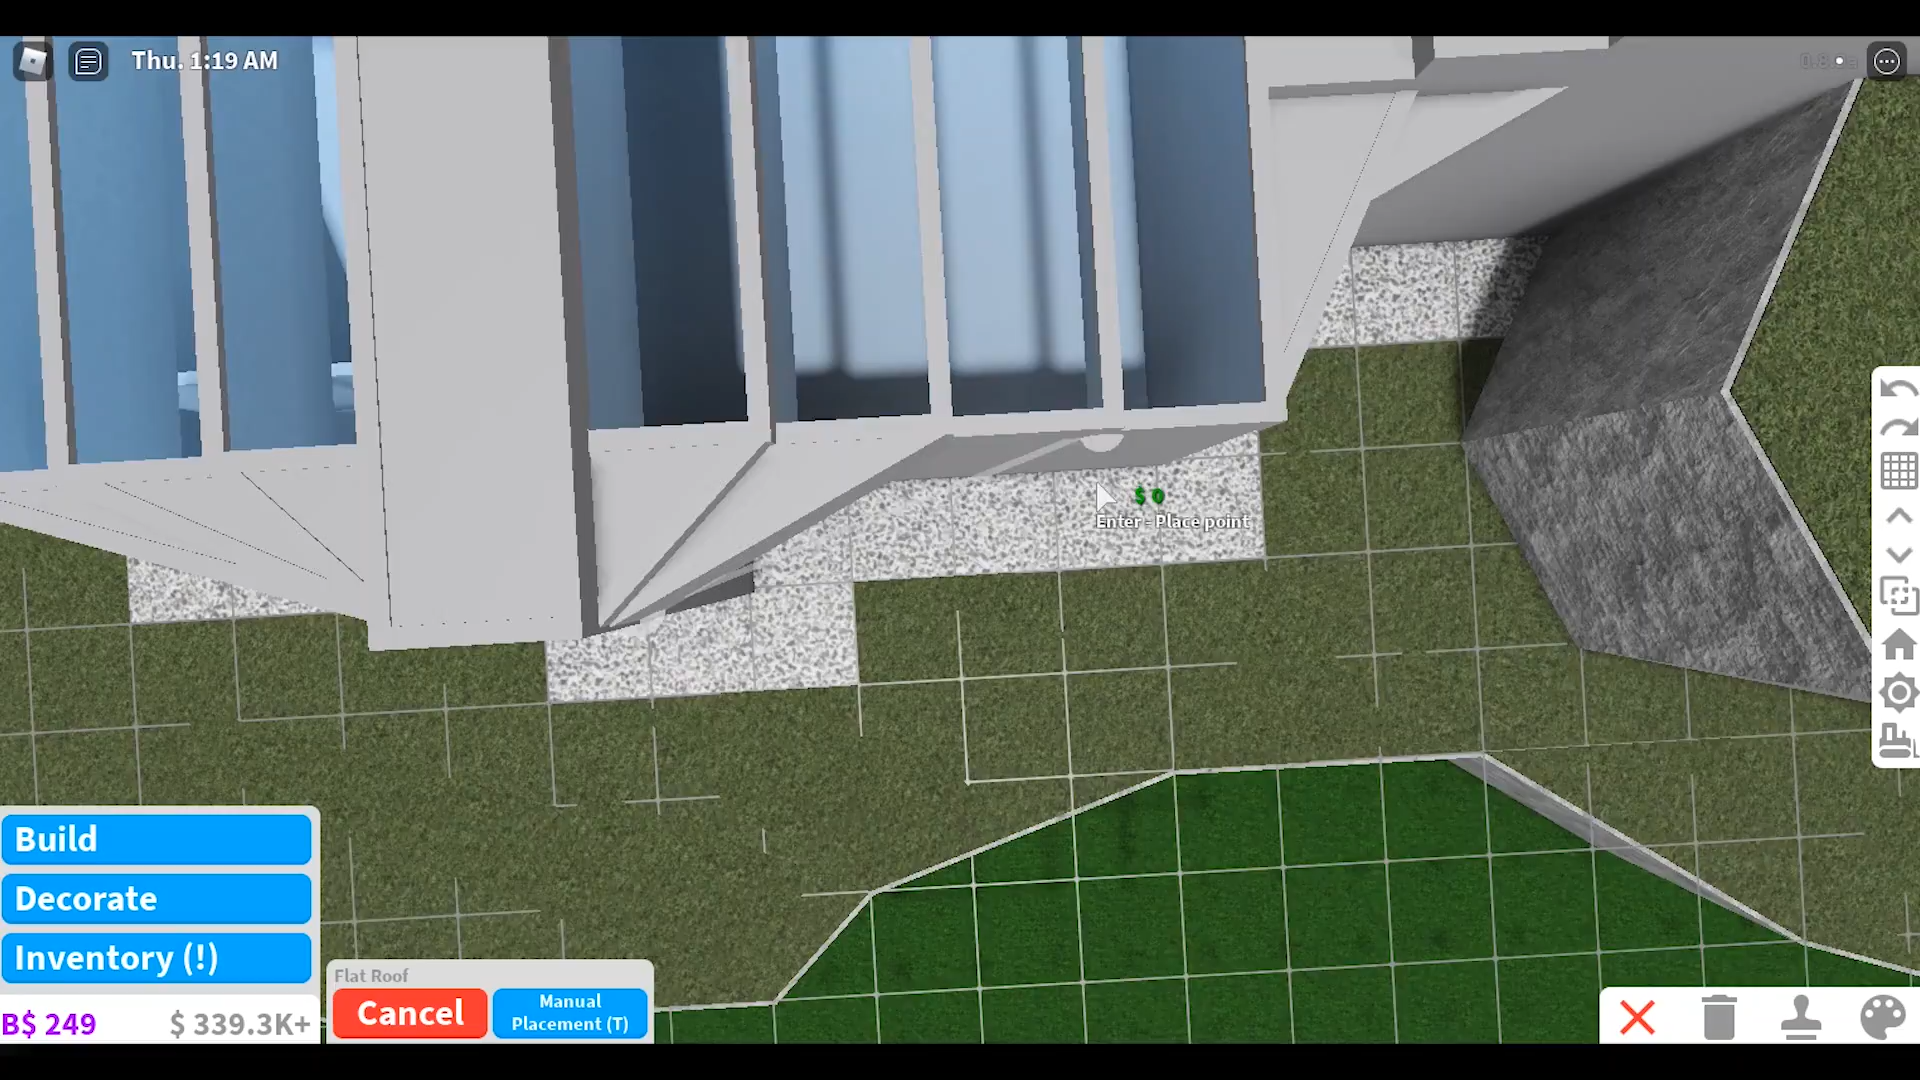 Thu. 1:19 AM
$ 0
Enter - Place point
Build
Decorate
Inventory (!)
B$ 249
$ 339.3K+
Flat Roof
Cancel
Manual
Placement (T)